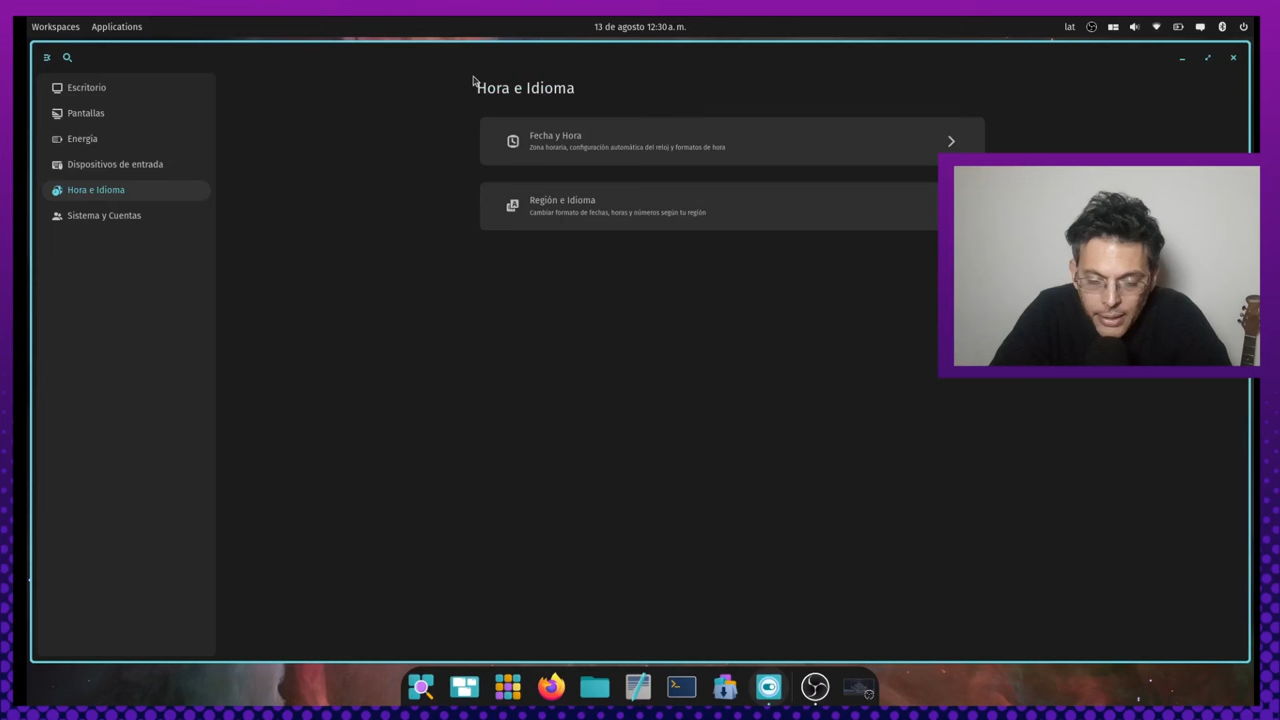 Workspaces Applications 13 de agosto 12:30 a. m. lat
Hora e Idioma
Escritorio
Pantallas
Energía
Dispositivos de entrada
Hora e Idioma
Sistema y Cuentas
Fecha y Hora
Zona horaria, configuración automática del reloj y formatos de hora
Región e Idioma
Cambiar formato de fechas, horas y números según tu región